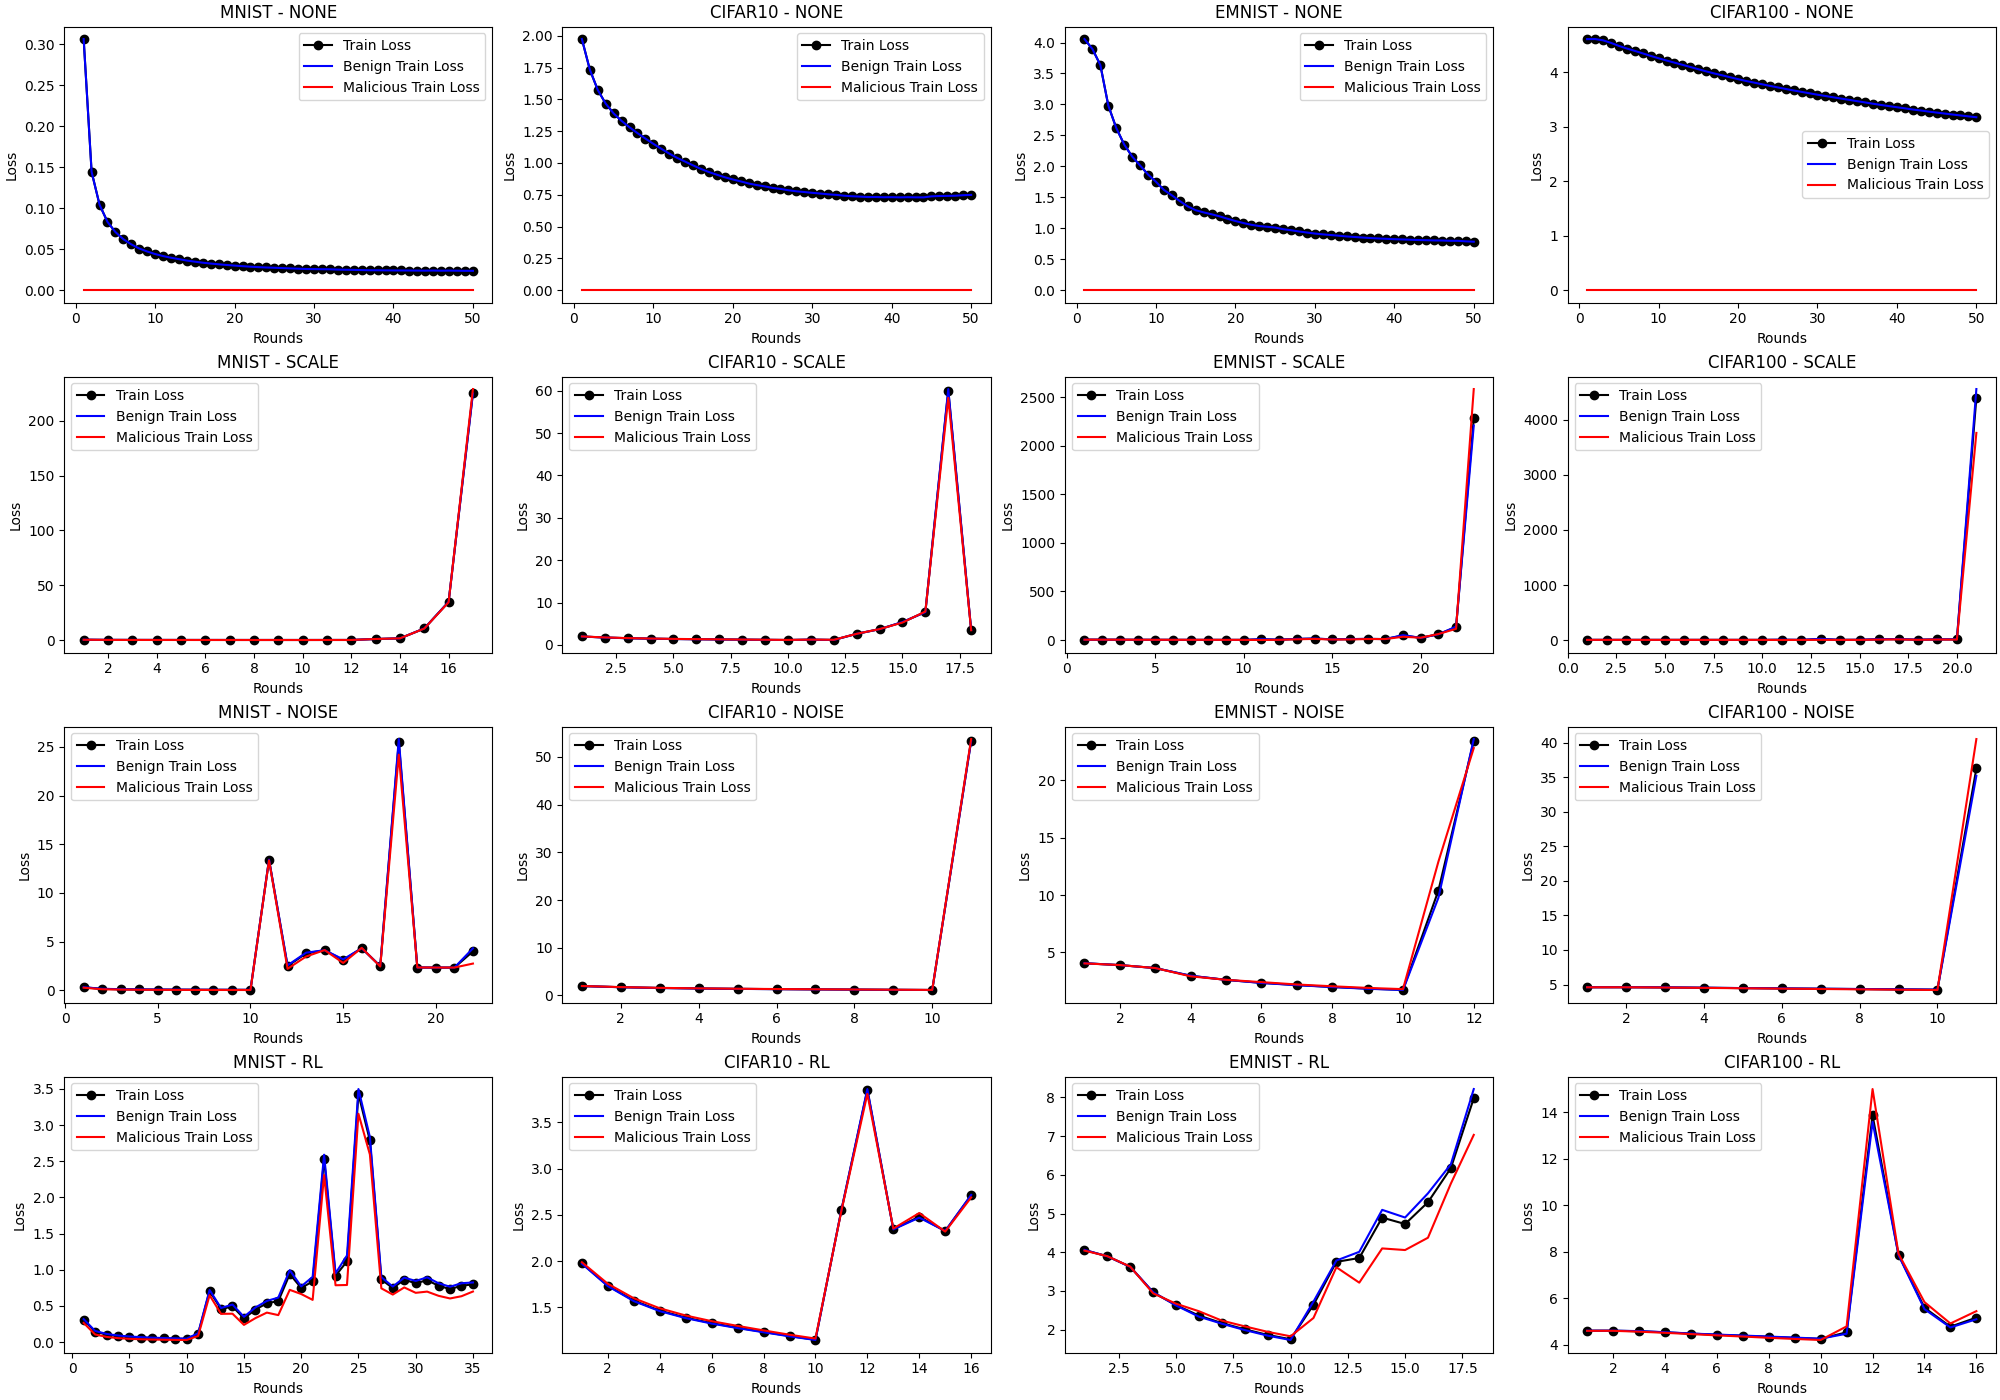 MNIST - NONE
0.30
0.25
0.20
0.15
0.10
0.05
0.00
Loss
Train Loss
Benign Train Loss
Malicious Train Loss
0 10 20 30 40 50
Rounds
CIFAR10 - NONE
2.00
1.75
1.50
1.25
1.00
0.75
0.50
0.25
0.00
Loss
Train Loss
Benign Train Loss
Malicious Train Loss
0 10 20 30 40 50
Rounds
EMNIST - NONE
4.0
3.5
3.0
2.5
2.0
1.5
1.0
0.5
0.0
Loss
Train Loss
Benign Train Loss
Malicious Train Loss
0 10 20 30 40 50
Rounds
CIFAR100 - NONE
4
3
2
1
0
Loss
Train Loss
Benign Train Loss
Malicious Train Loss
0 10 20 30 40 50
Rounds
MNIST - SCALE
200
150
100
50
0
Loss
Train Loss
Benign Train Loss
Malicious Train Loss
2 4 6 8 10 12 14 16
Rounds
CIFAR10 - SCALE
60
50
40
30
20
10
0
Loss
Train Loss
Benign Train Loss
Malicious Train Loss
2.5 5.0 7.5 10.0 12.5 15.0 17.5
Rounds
EMNIST - SCALE
2500
2000
1500
1000
500
0
Loss
Train Loss
Benign Train Loss
Malicious Train Loss
0 5 10 15 20
Rounds
CIFAR100 - SCALE
4000
3000
2000
1000
0
Loss
Train Loss
Benign Train Loss
Malicious Train Loss
0.0 2.5 5.0 7.5 10.0 12.5 15.0 17.5 20.0
Rounds
MNIST - NOISE
25
20
15
10
5
0
Loss
Train Loss
Benign Train Loss
Malicious Train Loss
0 5 10 15 20
Rounds
CIFAR10 - NOISE
50
40
30
20
10
0
Loss
Train Loss
Benign Train Loss
Malicious Train Loss
2 4 6 8 10
Rounds
EMNIST - NOISE
20
15
10
5
Loss
Train Loss
Benign Train Loss
Malicious Train Loss
2 4 6 8 10 12
Rounds
CIFAR100 - NOISE
40
35
30
25
20
15
10
5
Loss
Train Loss
Benign Train Loss
Malicious Train Loss
2 4 6 8 10
Rounds
MNIST - RL
3.5
3.0
2.5
2.0
1.5
1.0
0.5
0.0
Loss
Train Loss
Benign Train Loss
Malicious Train Loss
0 5 10 15 20 25 30 35
Rounds
CIFAR10 - RL
3.5
3.0
2.5
2.0
1.5
Loss
Train Loss
Benign Train Loss
Malicious Train Loss
2 4 6 8 10 12 14 16
Rounds
EMNIST - RL
8
7
6
5
4
3
2
Loss
Train Loss
Benign Train Loss
Malicious Train Loss
2.5 5.0 7.5 10.0 12.5 15.0 17.5
Rounds
CIFAR100 - RL
14
12
10
8
6
4
Loss
Train Loss
Benign Train Loss
Malicious Train Loss
2 4 6 8 10 12 14 16
Rounds